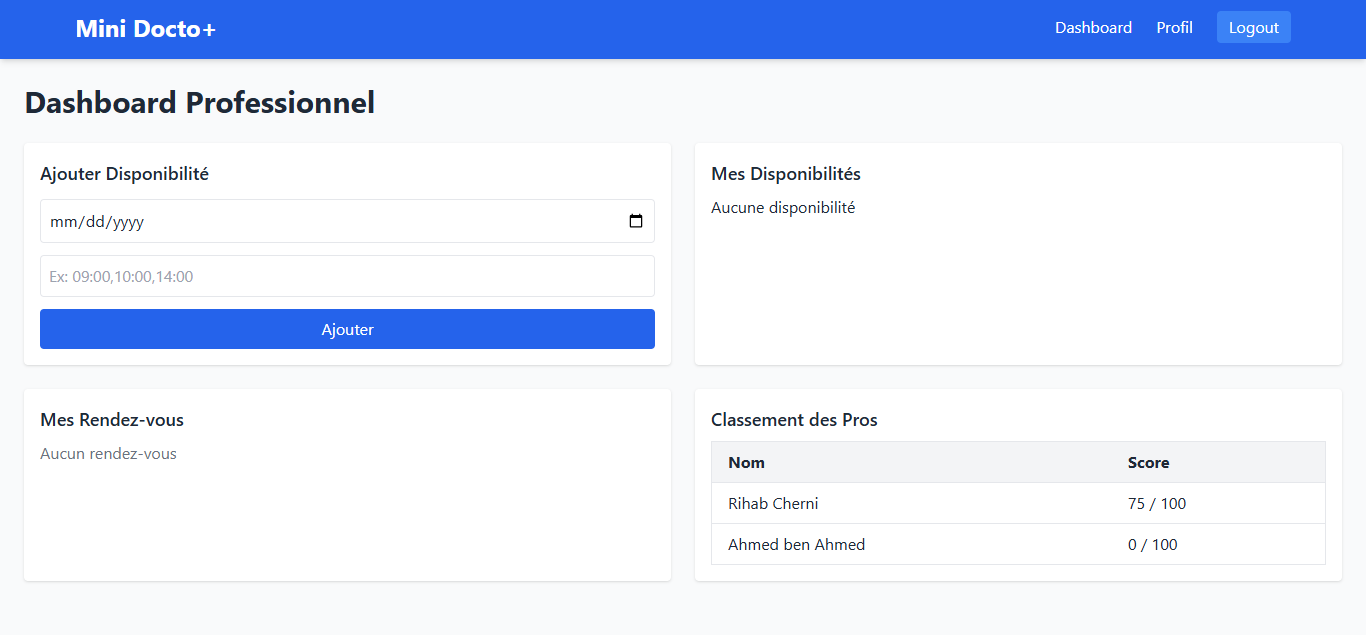 Mini Docto+
Dashboard Profil Logout
Dashboard Professionnel
Ajouter Disponibilité
mm/dd/yyyy
Ex: 09:00,10:00,14:00
Ajouter
Mes Disponibilités
Aucune disponibilité
Mes Rendez-vous
Aucun rendez-vous
Classement des Pros
Nom Score
Rihab Cherni 75 / 100
Ahmed ben Ahmed 0 / 100